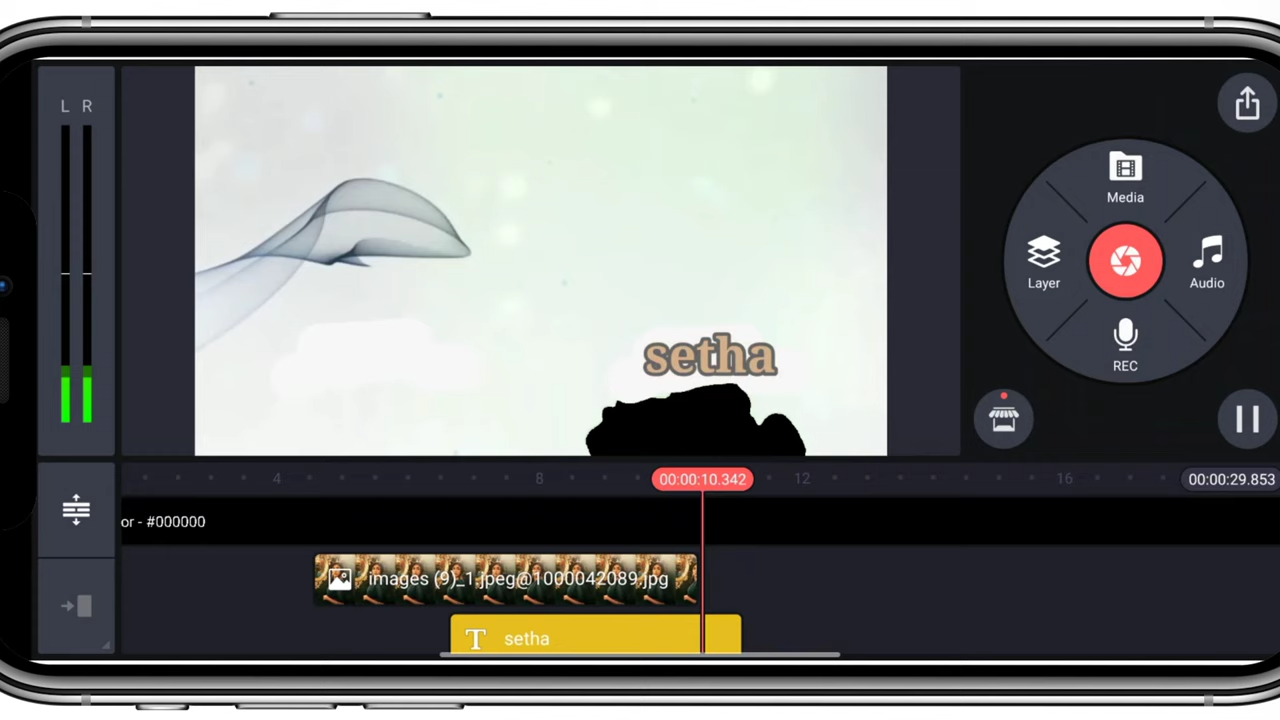 L R
Media
Layer
Audio
REC
setha
4 8 00:00:10.342 12 16 00:00:29.853
or - #000000
images (9)_1.jpeg@1000042089.jpg
T setha